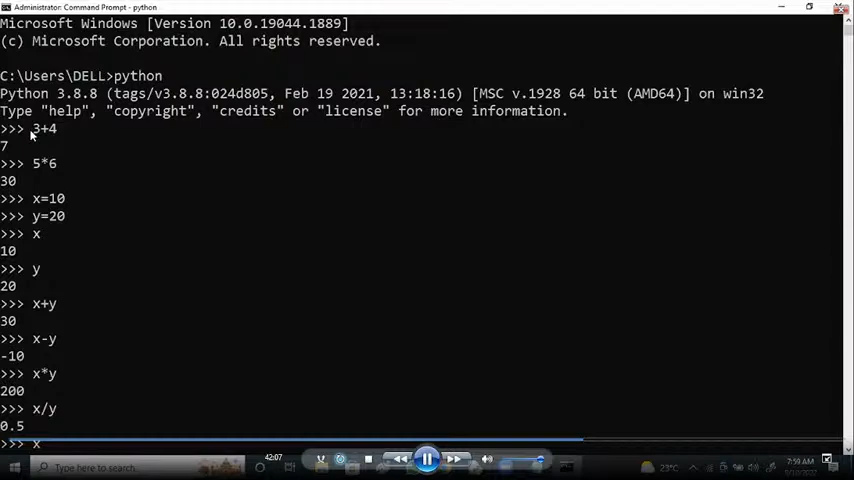 Administrator: Command Prompt - python
Microsoft Windows [Version 10.0.19044.1889]
(c) Microsoft Corporation. All rights reserved.
C:\Users\DELL>python
Python 3.8.8 (tags/v3.8.8:024d805, Feb 19 2021, 13:18:16) [MSC v.1928 64 bit (AMD64)] on win32
Type "help", "copyright", "credits" or "license" for more information.
>>> 3+4
7
>>> 5*6
30
>>> x=10
>>> y=20
>>> x
10
>>> y
20
>>> x+y
30
>>> x-y
-10
>>> x*y
200
>>> x/y
0.5
>>> x
42:07
7:59 AM
Type here to search
23°C